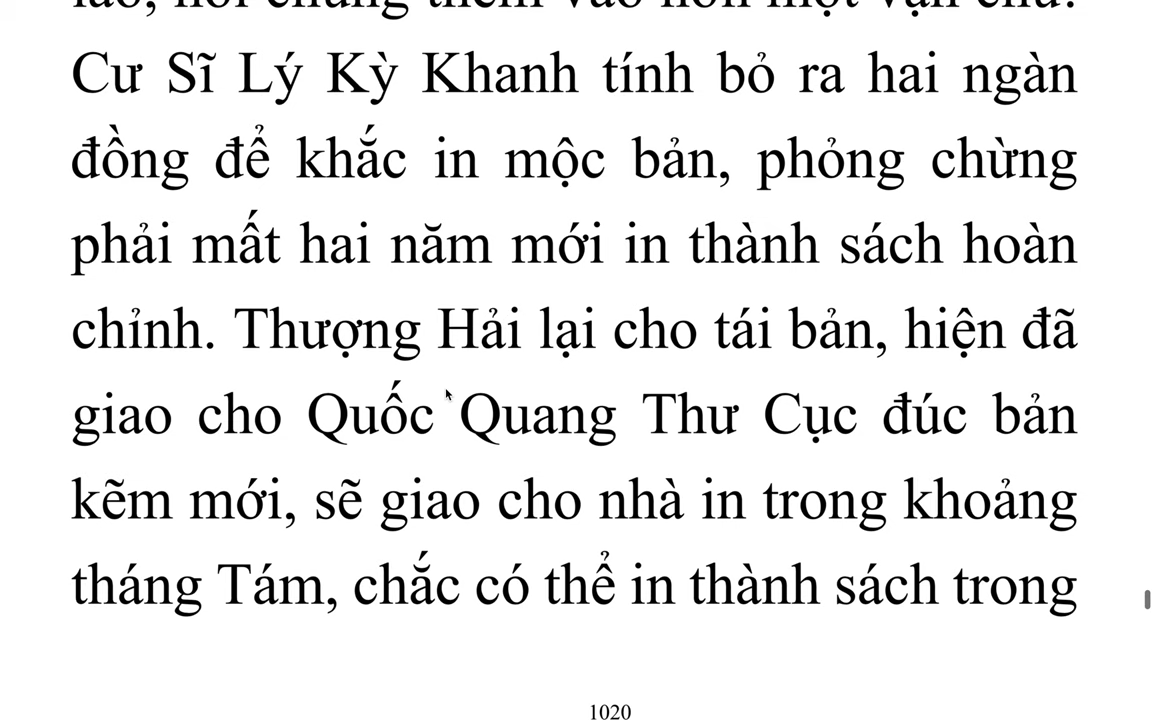 Cư Sĩ Lý Kỳ Khanh tính bỏ ra hai ngàn
đồng để khắc in mộc bản, phỏng chừng
phải mất hai năm mới in thành sách hoàn
chỉnh. Thượng Hải lại cho tái bản, hiện đã
giao cho Quốc Quang Thư Cục đúc bản
kẽm mới, sẽ giao cho nhà in trong khoảng
tháng Tám, chắc có thể in thành sách trong
1020